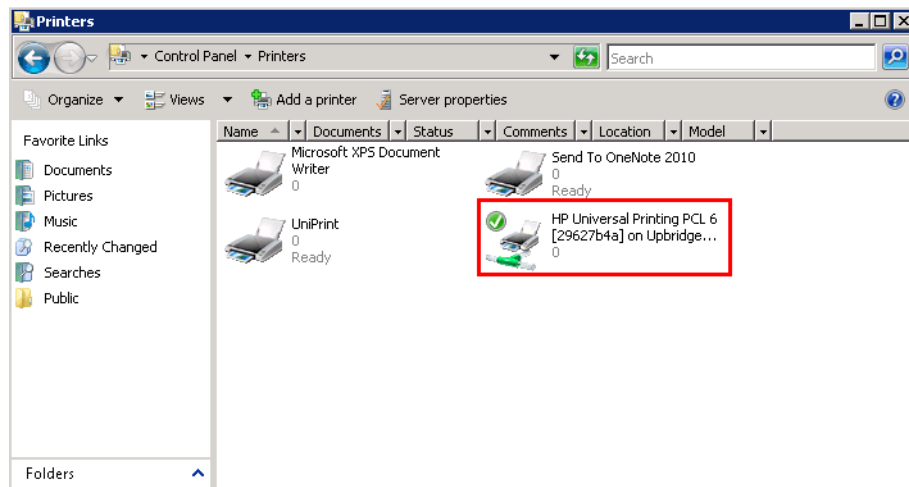 Printers
Control Panel Printers
Search
Organize Views Add a printer Server properties
Favorite Links
Documents
Pictures
Music
Recently Changed
Searches
Public
Folders
Name Documents Status Comments Location Model
Microsoft XPS Document
Writer
0
Send To OneNote 2010
0
Ready
UniPrint
0
Ready
HP Universal Printing PCL 6
[29627b4a] on Upbridge...
0